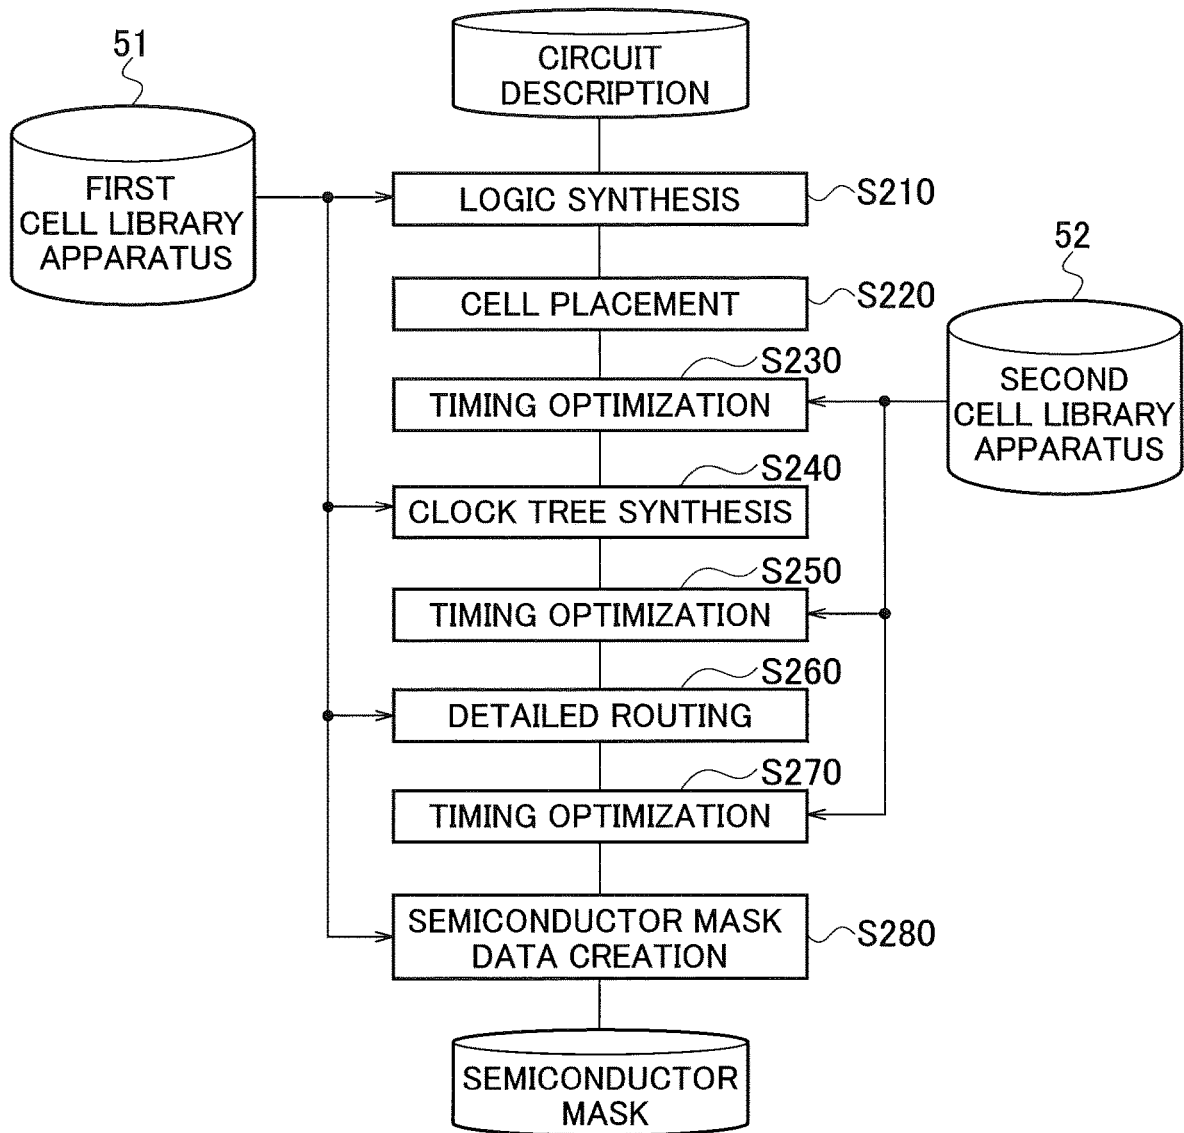 CIRCUIT
DESCRIPTION
51
FIRST
CELL LIBRARY
APPARATUS
LOGIC SYNTHESIS
S210
CELL PLACEMENT
S220
52
SECOND
CELL LIBRARY
APPARATUS
S230
TIMING OPTIMIZATION
S240
CLOCK TREE SYNTHESIS
S250
TIMING OPTIMIZATION
S260
DETAILED ROUTING
S270
TIMING OPTIMIZATION
SEMICONDUCTOR MASK
DATA CREATION
S280
SEMICONDUCTOR
MASK